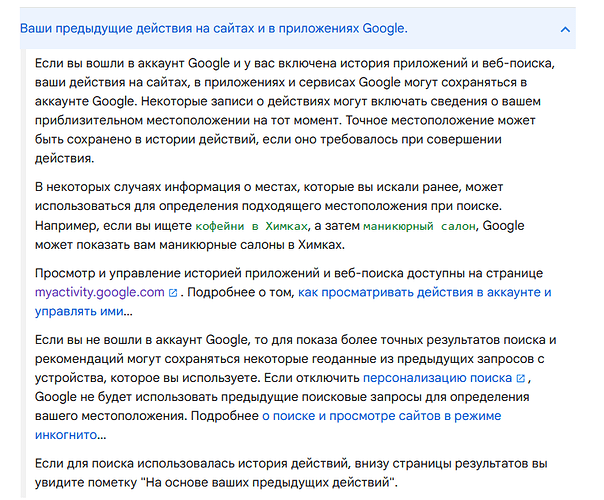 Ваши предыдущие действия на сайтах и в приложениях Google.
Если вы вошли в аккаунт Google и у вас включена история приложений и веб-поиска,
ваши действия на сайтах, в приложениях и сервисах Google могут сохраняться в
аккаунте Google. Некоторые записи о действиях могут включать сведения о вашем
приблизительном местоположении на тот момент. Точное местоположение может
быть сохранено в истории действий, если оно требовалось при совершении
действия.
В некоторых случаях информация о местах, которые вы искали ранее, может
использоваться для определения подходящего местоположения при поиске.
Например, если вы ищете кофейни в Химках, а затем маникюрный салон, Google
может показать вам маникюрные салоны в Химках.
Просмотр и управление историей приложений и веб-поиска доступны на странице
myactivity.google.com . Подробнее о том, как просматривать действия в аккаунте и
управлять ими…
Если вы не вошли в аккаунт Google, то для показа более точных результатов поиска и
рекомендаций могут сохраняться некоторые геоданные из предыдущих запросов с
устройства, которое вы используете. Если отключить персонализацию поиска ,
Google не будет использовать предыдущие поисковые запросы для определения
вашего местоположения. Подробнее о поиске и просмотре сайтов в режиме
инкогнито…
Если для поиска использовалась история действий, внизу страницы результатов вы
увидите пометку "На основе ваших предыдущих действий".